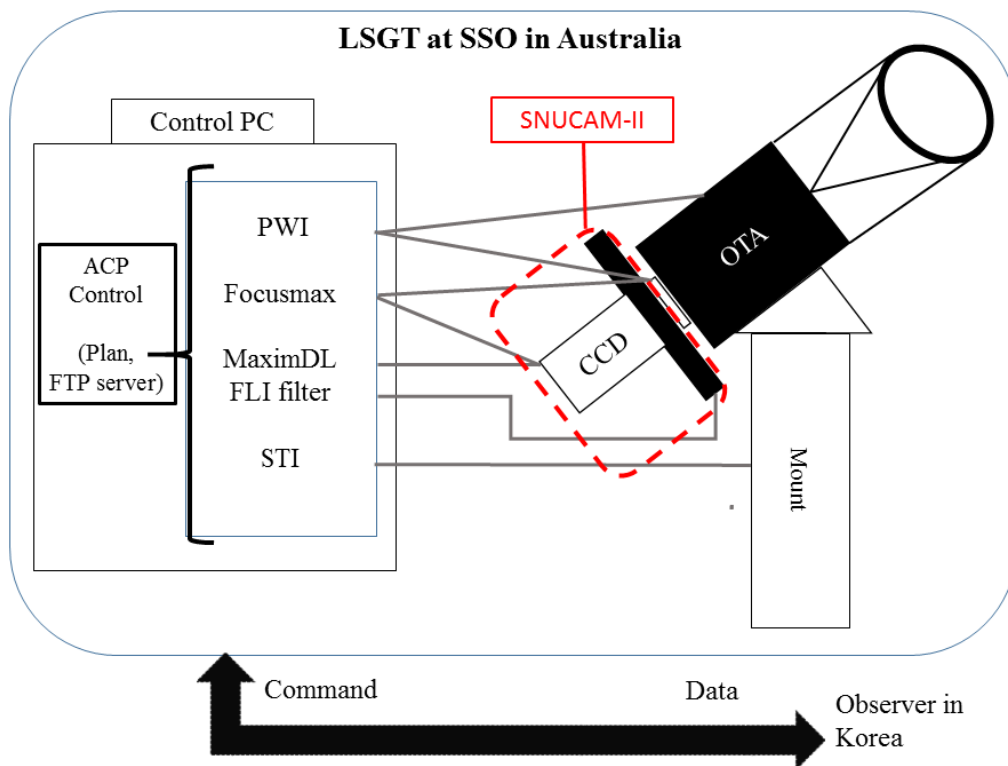 LSGT at SSO in Australia
Control PC
SNUCAM-II
PWI
OTA
ACP
Control
Focusmax
(Plan,
FTP server)
MaximDL
CCD
FLI filter
STI
Mount
Command
Data
Observer in
Korea